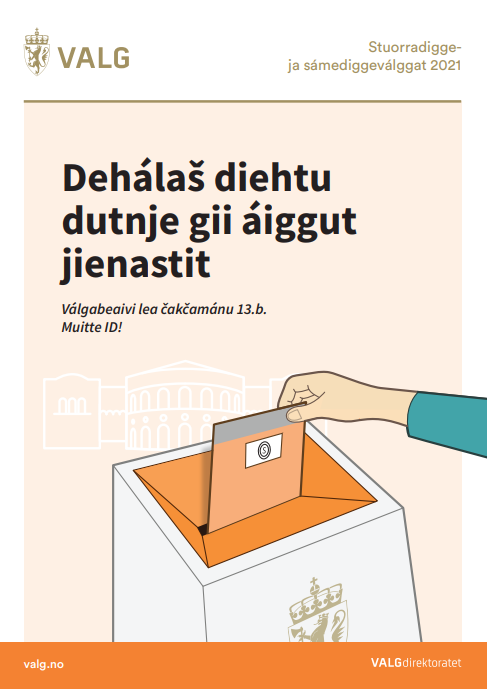 VALG
Stuorradigge-
ja sámediggeválggat 2021
Dehálaš diehtu
dutnje gii áiggut
jienastit
Válgabeaivi lea čakčamánu 13.b.
Muitte ID!
valg.no
VALGdirektoratet